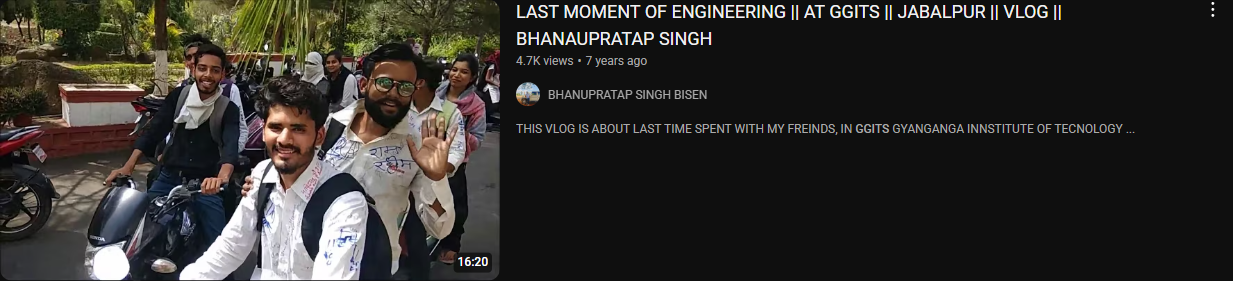 LAST MOMENT OF ENGINEERING || AT GGITS || JABALPUR || VLOG ||
BHANAUPRATAP SINGH
4.7K views • 7 years ago
BHANUPRATAP SINGH BISEN
THIS VLOG IS ABOUT LAST TIME SPENT WITH MY FREINDS, IN GGITS GYANGANGA INNSTITUTE OF TECNOLOGY ...
HONDA
16:20